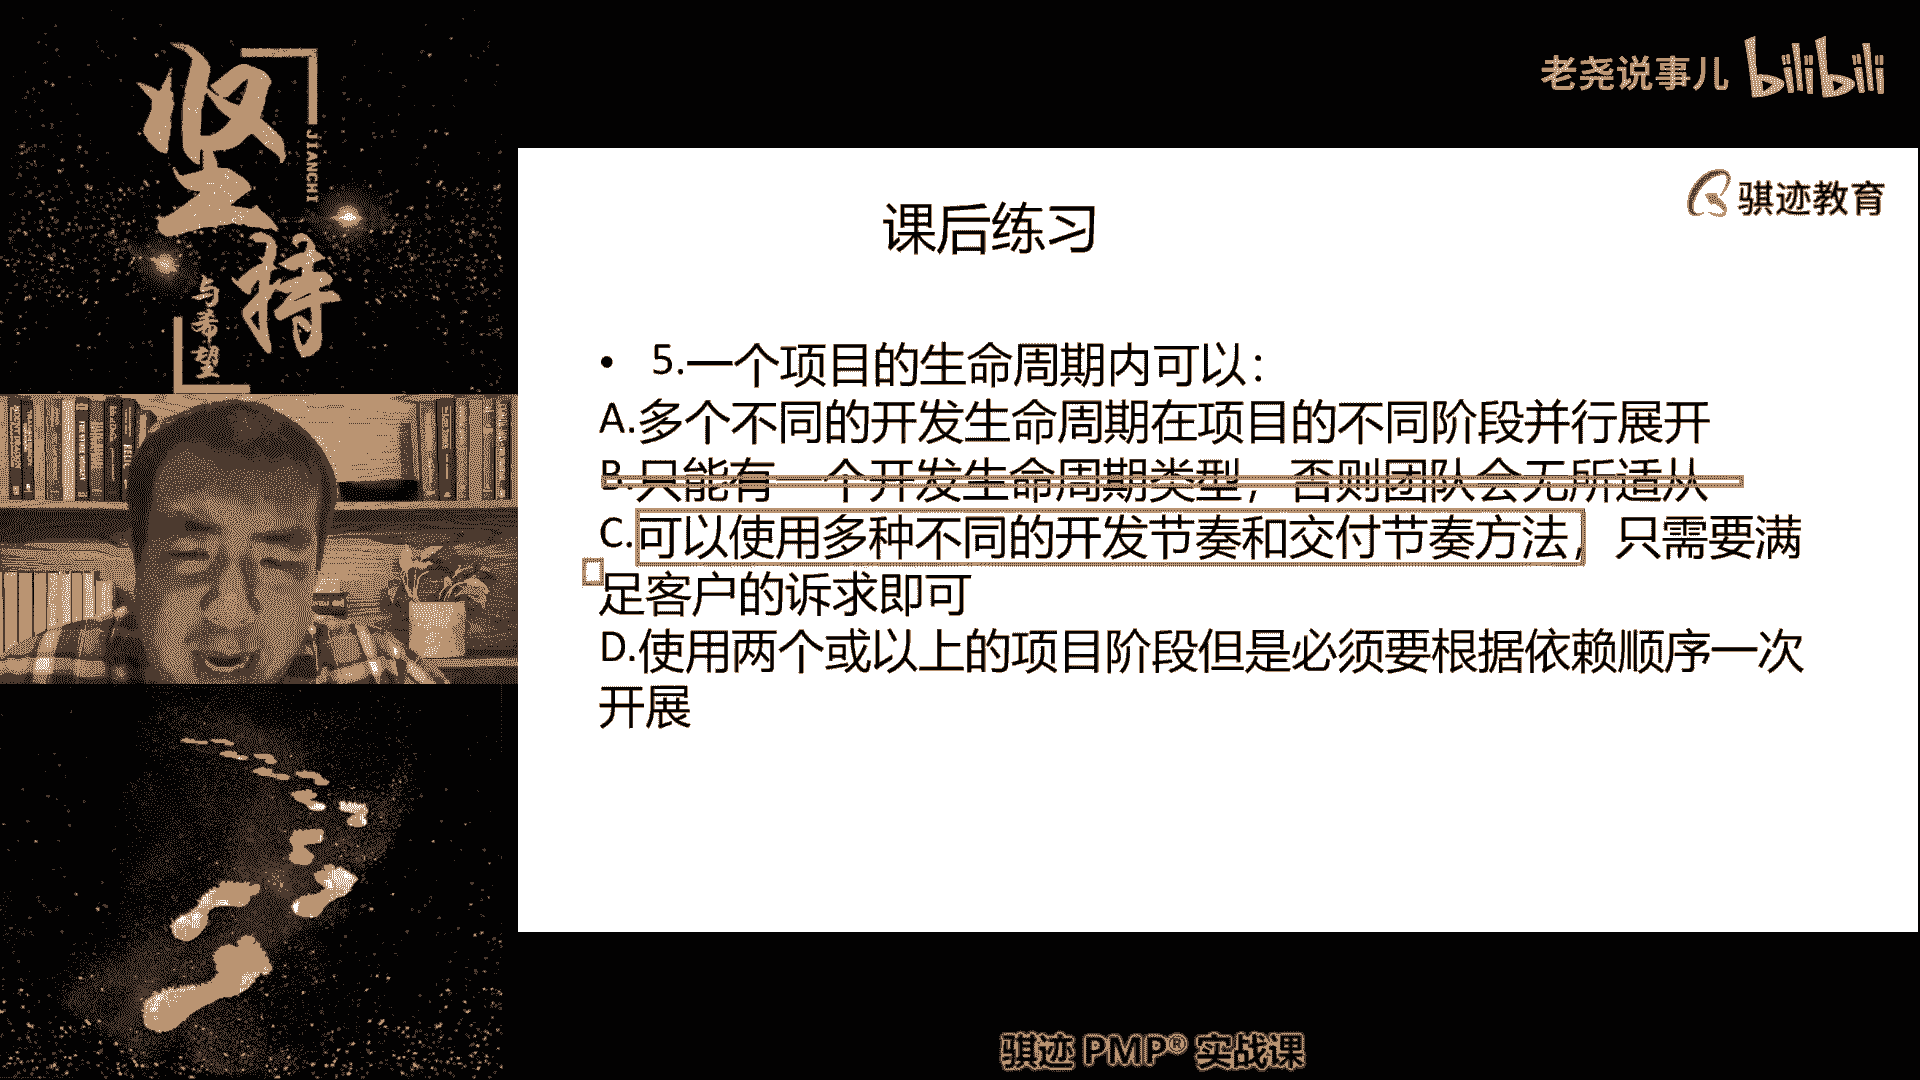 坚持
JIANCHI
与希望
老尧说事儿 bilibili
骐迹教育
课后练习
• 5.一个项目的生命周期内可以：
A.多个不同的开发生命周期在项目的不同阶段并行展开
B.只能有一个开发生命周期类型，否则团队会无所适从
C.可以使用多种不同的开发节奏和交付节奏方法，只需要满
足客户的诉求即可
D.使用两个或以上的项目阶段但是必须要根据依赖顺序一次
开展
骐迹 PMP® 实战课